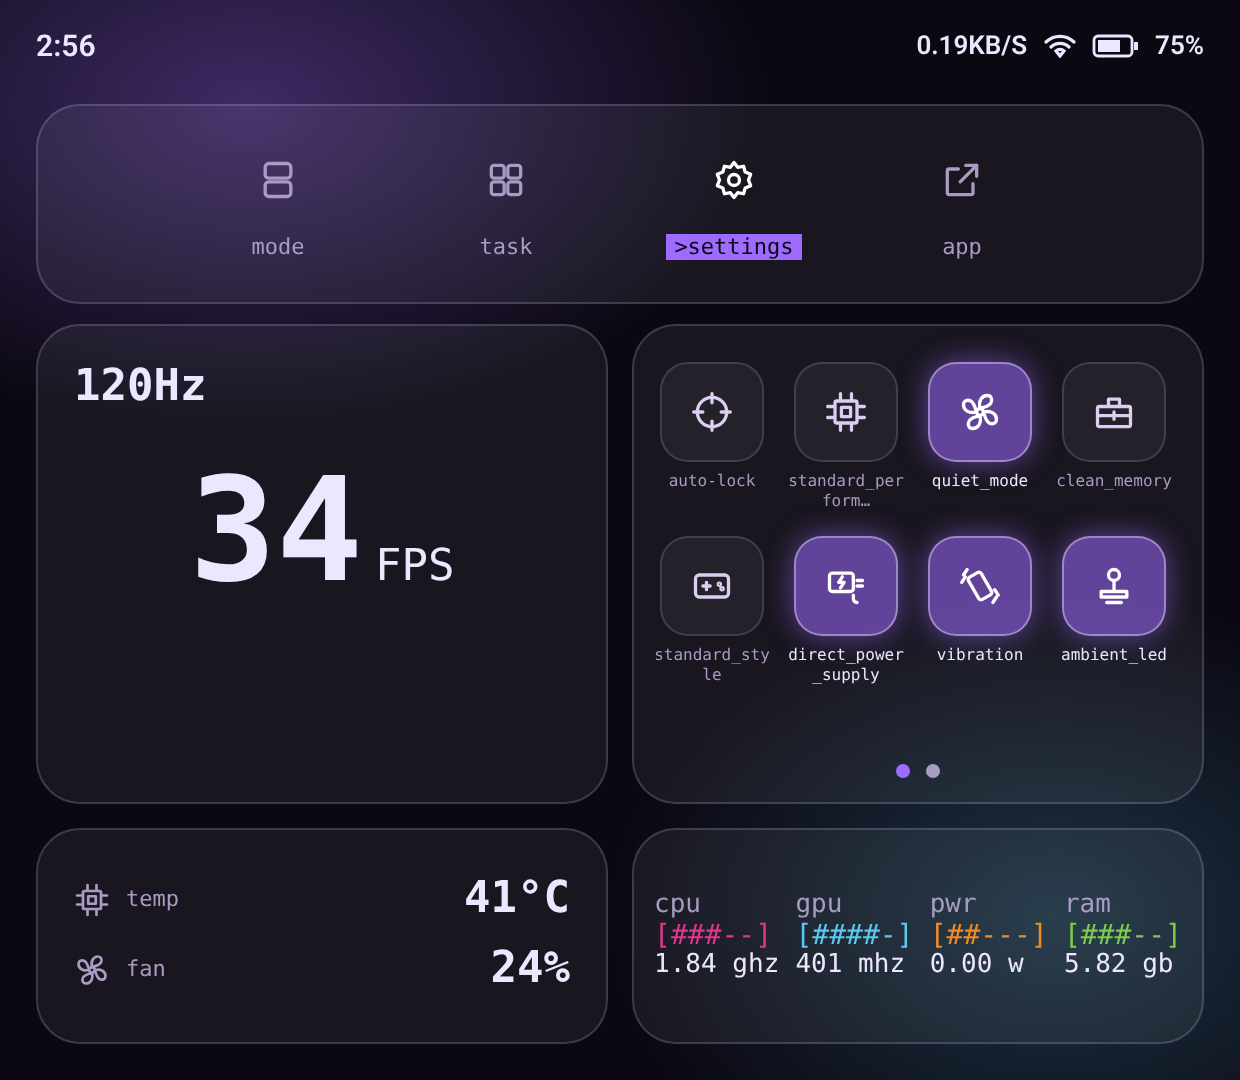 2:56
0.19KB/S
75%
mode
task
>settings
app
120Hz
34 FPS
auto-lock
standard_per
form…
quiet_mode
clean_memory
standard_sty
le
direct_power
_supply
vibration
ambient_led
temp 41°C
fan 24%
cpu gpu pwr ram
[###--] [####-] [##---] [###--]
1.84 ghz 401 mhz 0.00 w 5.82 gb